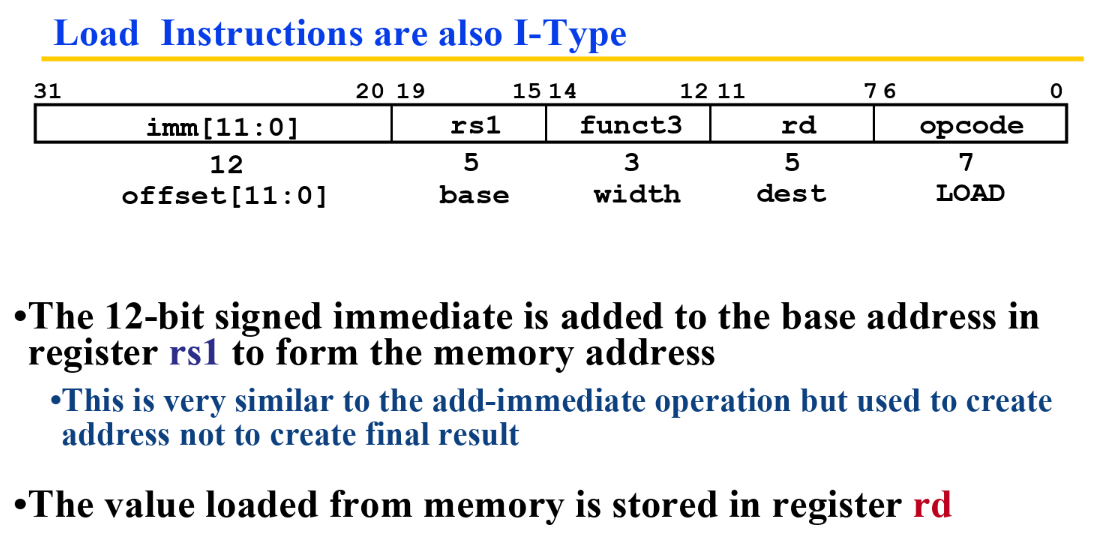 Load Instructions are also I-Type
31 20 19 15 14 12 11 7 6 0
imm[11:0] rs1 funct3 rd opcode
12 5 3 5 7
offset[11:0] base width dest LOAD
•The 12-bit signed immediate is added to the base address in
register rs1 to form the memory address
•This is very similar to the add-immediate operation but used to create
address not to create final result
•The value loaded from memory is stored in register rd